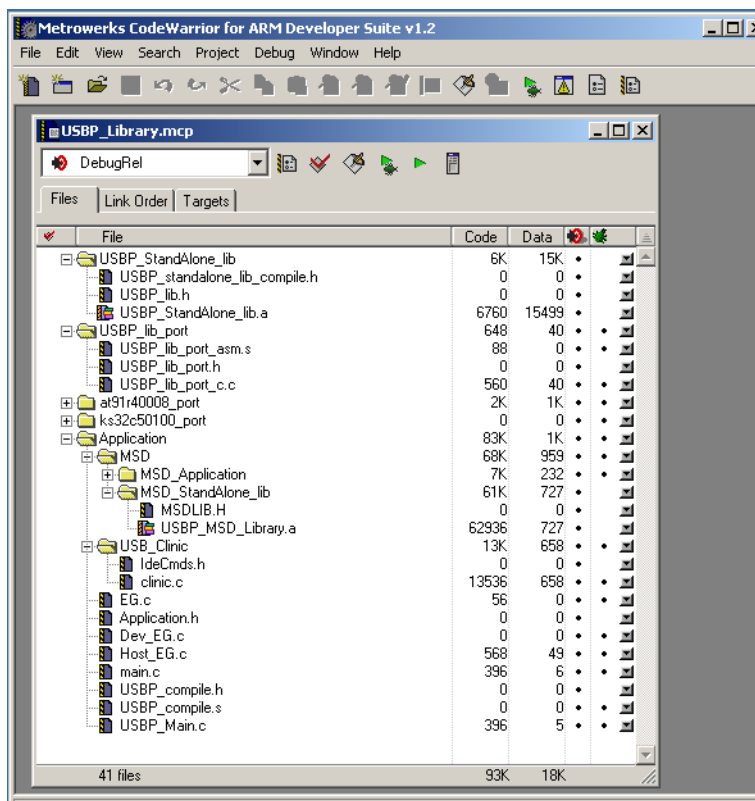 Metrowerks CodeWarrior for ARM Developer Suite v1.2
File Edit View Search Project Debug Window Help
USBP_Library.mcp
DebugRel
Files Link Order Targets
File Code Data
USBP_StandAlone_lib 6K 15K
USBP_standalone_lib_compile.h 0 0
USBP_lib.h 0 0
USBP_StandAlone_lib.a 6760 15499
USBP_lib_port 648 40
USBP_lib_port_asm.s 88 0
USBP_lib_port.h 0 0
USBP_lib_port_c.c 560 40
at91r40008_port 2K 1K
ks32c50100_port 0 0
Application 83K 1K
MSD 68K 959
MSD_Application 7K 232
MSD_StandAlone_lib 61K 727
MSDLIB.H 0 0
USBP_MSD_Library.a 62936 727
USB_Clinic 13K 658
IdeCmds.h 0 0
clinic.c 13536 658
EG.c 56 0
Application.h 0 0
Dev_EG.c 0 0
Host_EG.c 568 49
main.c 396 6
USBP_compile.h 0 0
USBP_compile.s 0 0
USBP_Main.c 396 5
41 files 93K 18K